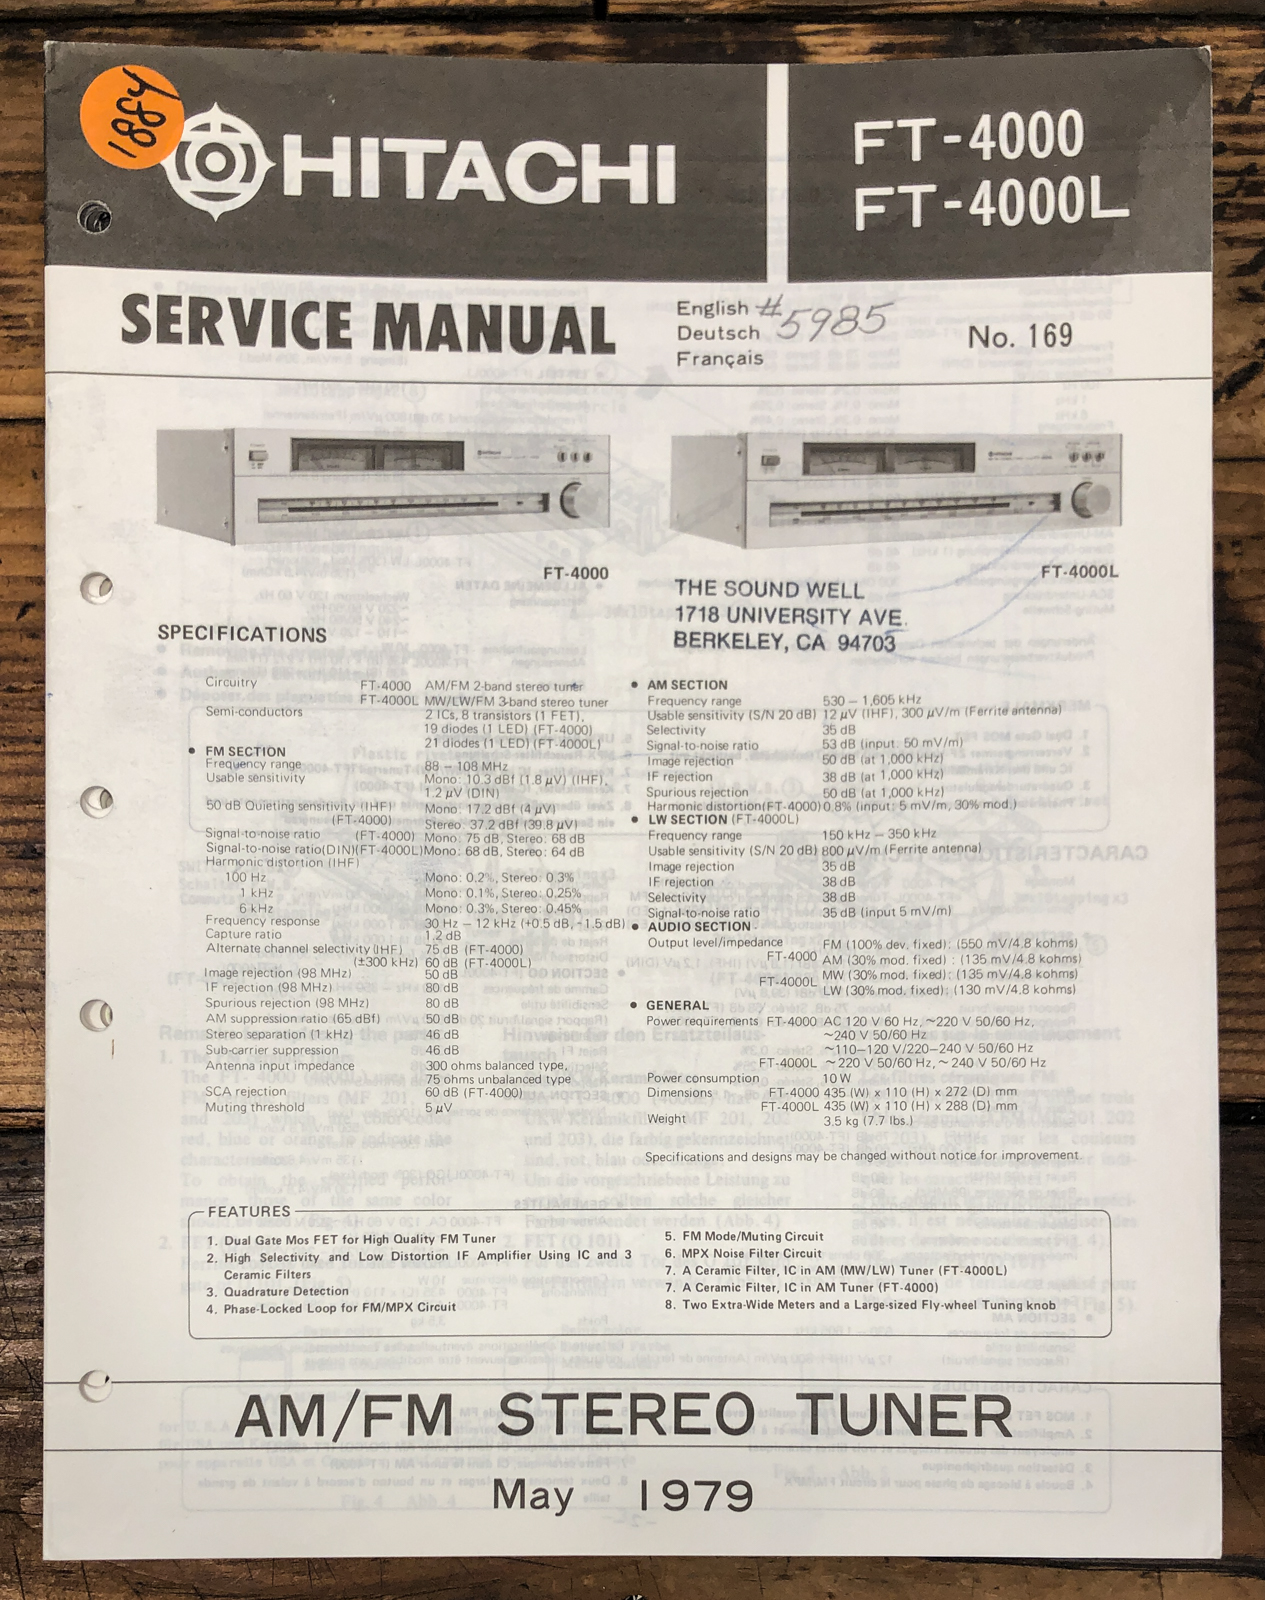 1884
HITACHI
FT-4000
FT-4000L
SERVICE MANUAL
English
Deutsch
Français
#5985
No. 169
FT-4000
FT-4000L
THE SOUND WELL
1718 UNIVERSITY AVE.
BERKELEY, CA 94703
SPECIFICATIONS
Circuitry FT-4000 AM/FM 2-band stereo tuner
FT-4000L MW/LW/FM 3-band stereo tuner
Semi-conductors 2 ICs, 8 transistors (1 FET),
19 diodes (1 LED) (FT-4000)
21 diodes (1 LED) (FT-4000L)
● FM SECTION
Frequency range 88 – 108 MHz
Usable sensitivity Mono: 10.3 dBf (1.8 µV) (IHF),
1.2 µV (DIN)
50 dB Quieting sensitivity (IHF) Mono: 17.2 dBf (4 µV)
(FT-4000) Stereo: 37.2 dBf (39.8 µV)
Signal-to-noise ratio (FT-4000) Mono: 75 dB, Stereo: 68 dB
Signal-to-noise ratio(DIN)(FT-4000L) Mono: 68 dB, Stereo: 64 dB
Harmonic distortion (IHF)
100 Hz Mono: 0.2%, Stereo: 0.3%
1 kHz Mono: 0.1%, Stereo: 0.25%
6 kHz Mono: 0.3%, Stereo: 0.45%
Frequency response 30 Hz – 12 kHz (+0.5 dB, -1.5 dB)
Capture ratio 1.2 dB
Alternate channel selectivity (IHF) 75 dB (FT-4000)
(±300 kHz) 60 dB (FT-4000L)
Image rejection (98 MHz) 50 dB
IF rejection (98 MHz) 80 dB
Spurious rejection (98 MHz) 80 dB
AM suppression ratio (65 dBf) 50 dB
Stereo separation (1 kHz) 46 dB
Sub-carrier suppression 46 dB
Antenna input impedance 300 ohms balanced type,
75 ohms unbalanced type
SCA rejection 60 dB (FT-4000)
Muting threshold 5 µV
● AM SECTION
Frequency range 530 – 1,605 kHz
Usable sensitivity (S/N 20 dB) 12 µV (IHF), 300 µV/m (Ferrite antenna)
Selectivity 35 dB
Signal-to-noise ratio 53 dB (input: 50 mV/m)
Image rejection 50 dB (at 1,000 kHz)
IF rejection 38 dB (at 1,000 kHz)
Spurious rejection 50 dB (at 1,000 kHz)
Harmonic distortion(FT-4000) 0.8% (input: 5 mV/m, 30% mod.)
● LW SECTION (FT-4000L)
Frequency range 150 kHz – 350 kHz
Usable sensitivity (S/N 20 dB) 800 µV/m (Ferrite antenna)
Image rejection 35 dB
IF rejection 38 dB
Selectivity 38 dB
Signal-to-noise ratio 35 dB (input 5 mV/m)
● AUDIO SECTION
Output level/impedance FM (100% dev. fixed): (550 mV/4.8 kohms)
FT-4000 AM (30% mod. fixed) : (135 mV/4.8 kohms)
FT-4000L MW (30% mod. fixed): (135 mV/4.8 kohms)
LW (30% mod. fixed): (130 mV/4.8 kohms)
● GENERAL
Power requirements FT-4000 AC 120 V 60 Hz, ~220 V 50/60 Hz,
~240 V 50/60 Hz
~110–120 V/220–240 V 50/60 Hz
FT-4000L ~220 V 50/60 Hz, ~ 240 V 50/60 Hz
Power consumption 10 W
Dimensions FT-4000 435 (W) x 110 (H) x 272 (D) mm
FT-4000L 435 (W) x 110 (H) x 288 (D) mm
Weight 3.5 kg (7.7 lbs.)
Specifications and designs may be changed without notice for improvement.
FEATURES
1. Dual Gate Mos FET for High Quality FM Tuner
2. High Selectivity and Low Distortion IF Amplifier Using IC and 3
Ceramic Filters
3. Quadrature Detection
4. Phase-Locked Loop for FM/MPX Circuit
5. FM Mode/Muting Circuit
6. MPX Noise Filter Circuit
7. A Ceramic Filter, IC in AM (MW/LW) Tuner (FT-4000L)
7. A Ceramic Filter, IC in AM Tuner (FT-4000)
8. Two Extra-Wide Meters and a Large-sized Fly-wheel Tuning knob
AM/FM STEREO TUNER
May 1979